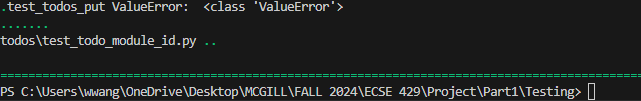 .test_todos_put ValueError:  <class 'ValueError'>
.......
todos\test_todo_module_id.py ..
================================================================================
PS C:\Users\wwang\OneDrive\Desktop\MCGILL\FALL 2024\ECSE 429\Project\Part1\Testing>